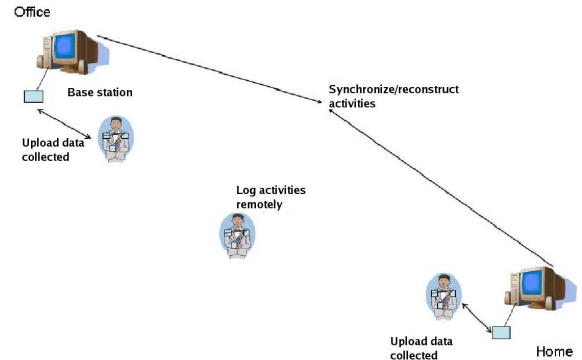 Office
Base station
Synchronize/reconstruct
activities
Upload data
collected
Log activities
remotely
Upload data
collected
Home